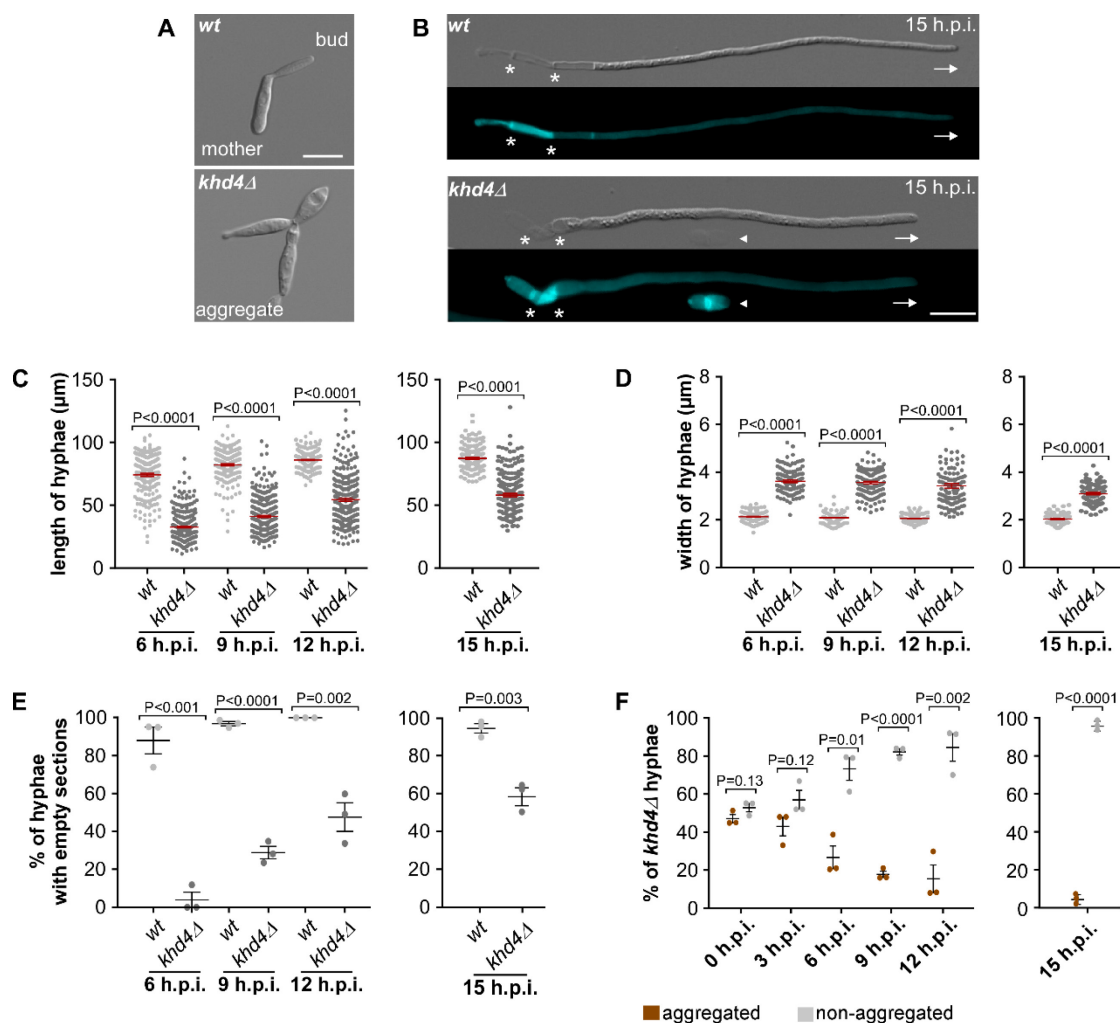 A
wt
bud
mother
khd4Δ
aggregate
B
wt
15 h.p.i.
* *
* *
khd4Δ
15 h.p.i.
* *
* *
C
length of hyphae (µm)
150
100
50
0
P<0.0001
P<0.0001
P<0.0001
wt
khd4Δ
wt
khd4Δ
wt
khd4Δ
6 h.p.i.
9 h.p.i.
12 h.p.i.
150
100
50
0
P<0.0001
wt
khd4Δ
15 h.p.i.
D
width of hyphae (µm)
8
6
4
2
0
P<0.0001
P<0.0001
P<0.0001
wt
khd4Δ
wt
khd4Δ
wt
khd4Δ
6 h.p.i.
9 h.p.i.
12 h.p.i.
8
6
4
2
0
P<0.0001
wt
khd4Δ
15 h.p.i.
E
% of hyphae
with empty sections
100
80
60
40
20
0
P<0.001
P<0.0001
P=0.002
wt
khd4Δ
wt
khd4Δ
wt
khd4Δ
6 h.p.i.
9 h.p.i.
12 h.p.i.
100
80
60
40
20
0
P=0.003
wt
khd4Δ
15 h.p.i.
F
% of khd4Δ hyphae
100
80
60
40
20
0
P=0.13
P=0.12
P=0.01
P<0.0001
P=0.002
0 h.p.i.
3 h.p.i.
6 h.p.i.
9 h.p.i.
12 h.p.i.
100
80
60
40
20
0
P<0.0001
15 h.p.i.
aggregated
non-aggregated